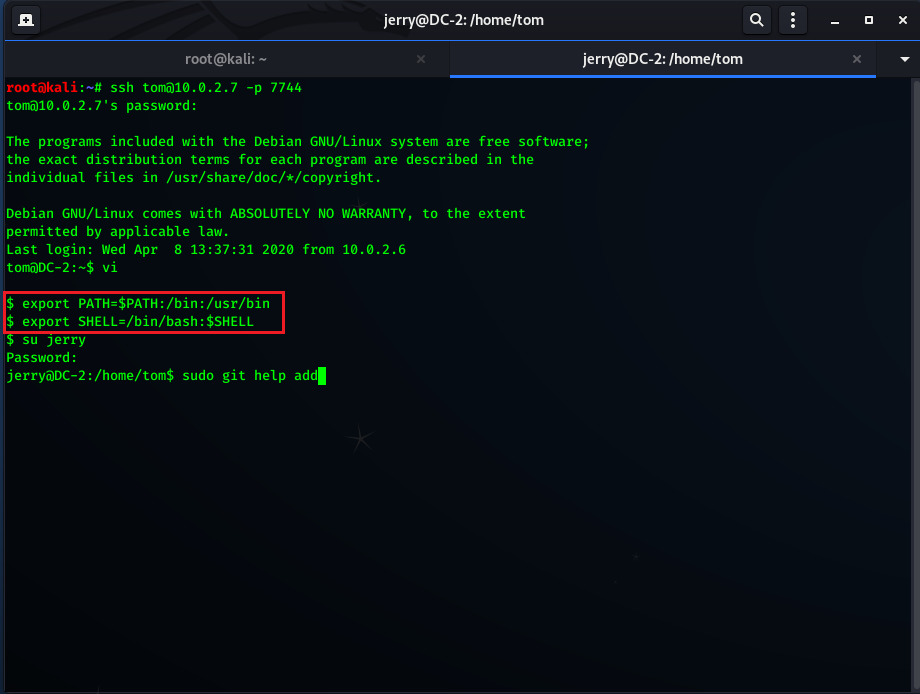 jerry@DC-2: /home/tom
root@kali: ~
jerry@DC-2: /home/tom
root@kali:~# ssh tom@10.0.2.7 -p 7744
tom@10.0.2.7's password:
The programs included with the Debian GNU/Linux system are free software;
the exact distribution terms for each program are described in the
individual files in /usr/share/doc/*/copyright.
Debian GNU/Linux comes with ABSOLUTELY NO WARRANTY, to the extent
permitted by applicable law.
Last login: Wed Apr  8 13:37:31 2020 from 10.0.2.6
tom@DC-2:~$ vi
$ export PATH=$PATH:/bin:/usr/bin
$ export SHELL=/bin/bash:$SHELL
$ su jerry
Password:
jerry@DC-2:/home/tom$ sudo git help add